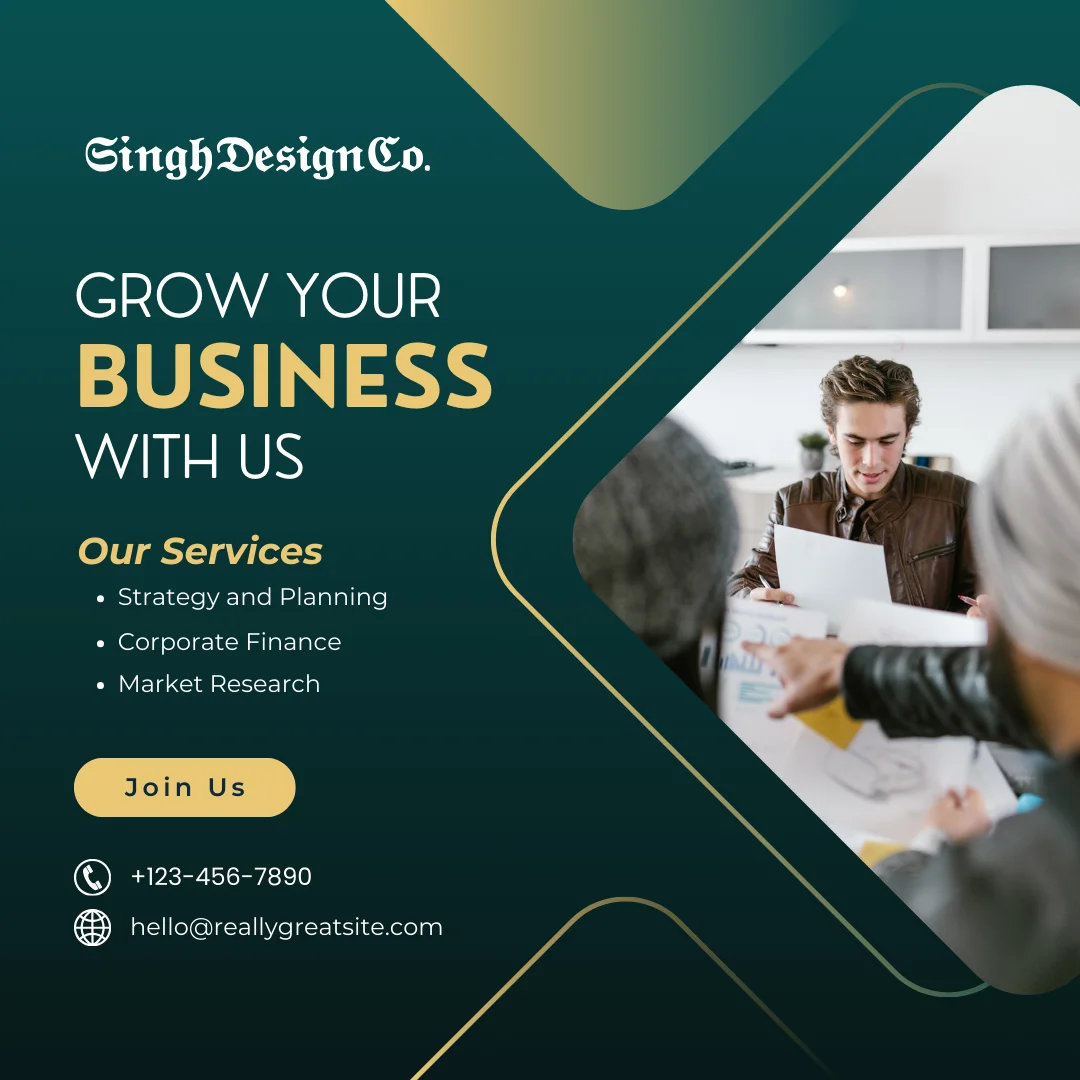 SinghDesignCo.
GROW YOUR
BUSINESS
WITH US
Our Services
• Strategy and Planning
• Corporate Finance
• Market Research
Join Us
+123-456-7890
hello@reallygreatsite.com